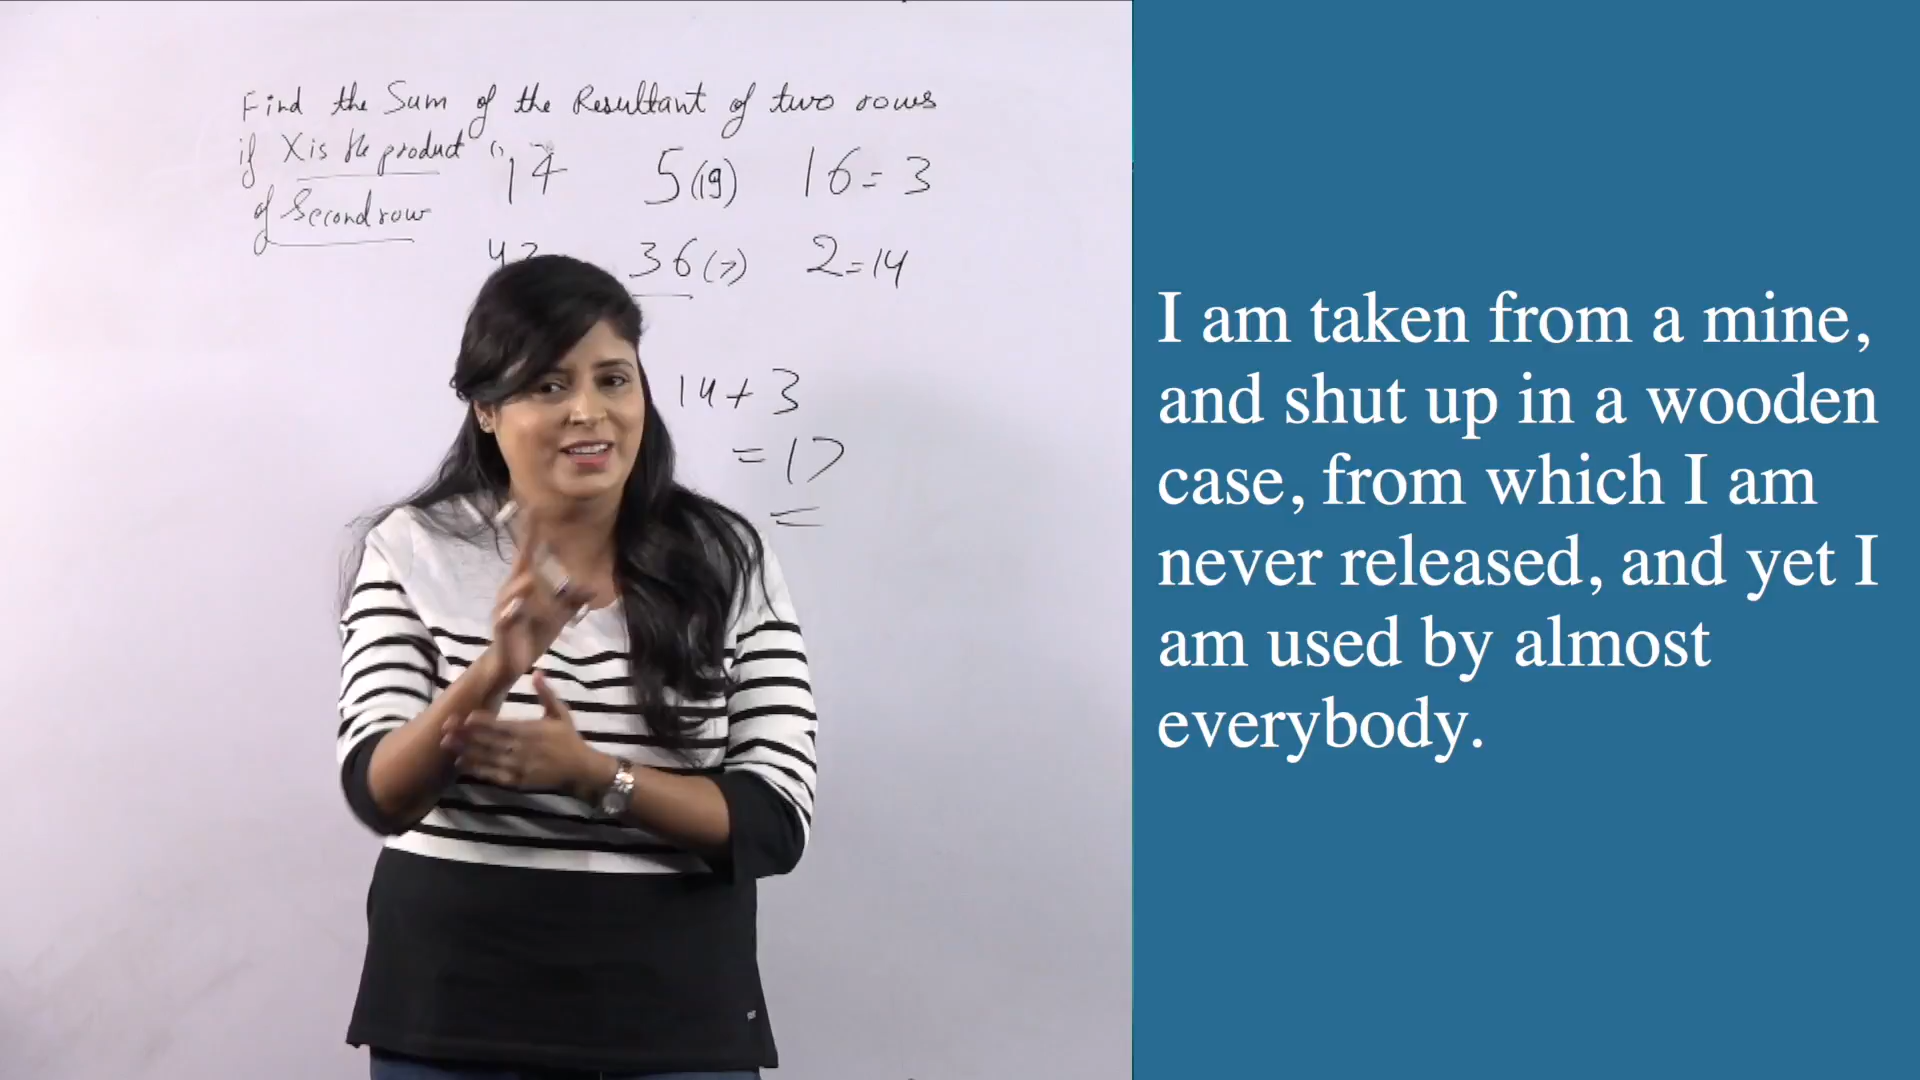 Find the Sum of the Resultant of two rows
if X is the product
of Second row
14 5 (19) 16 = 3
36 (7) 2 = 14
14 + 3
= 17
I am taken from a mine,
and shut up in a wooden
case, from which I am
never released, and yet I
am used by almost
everybody.